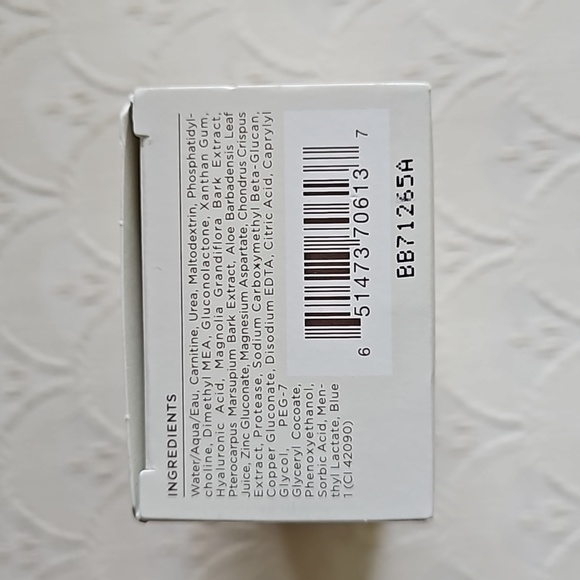 INGREDIENTS
Water/Aqua/Eau, Carnitine, Urea, Maltodextrin, Phosphatidyl-
choline, Dimethyl MEA, Gluconolactone, Xanthan Gum,
Hyaluronic Acid, Magnolia Grandiflora Bark Extract,
Pterocarpus Marsupium Bark Extract, Aloe Barbadensis Leaf
Juice, Zinc Gluconate, Magnesium Aspartate, Chondrus Crispus
Extract, Protease, Sodium Carboxymethyl Beta-Glucan,
Copper Gluconate, Disodium EDTA, Citric Acid, Caprylyl
Glycol, PEG-7
Glyceryl Cocoate,
Phenoxyethanol,
Sorbic Acid, Men-
thyl Lactate, Blue
1 (CI 42090)
6 51473 70613 7
BB71265A